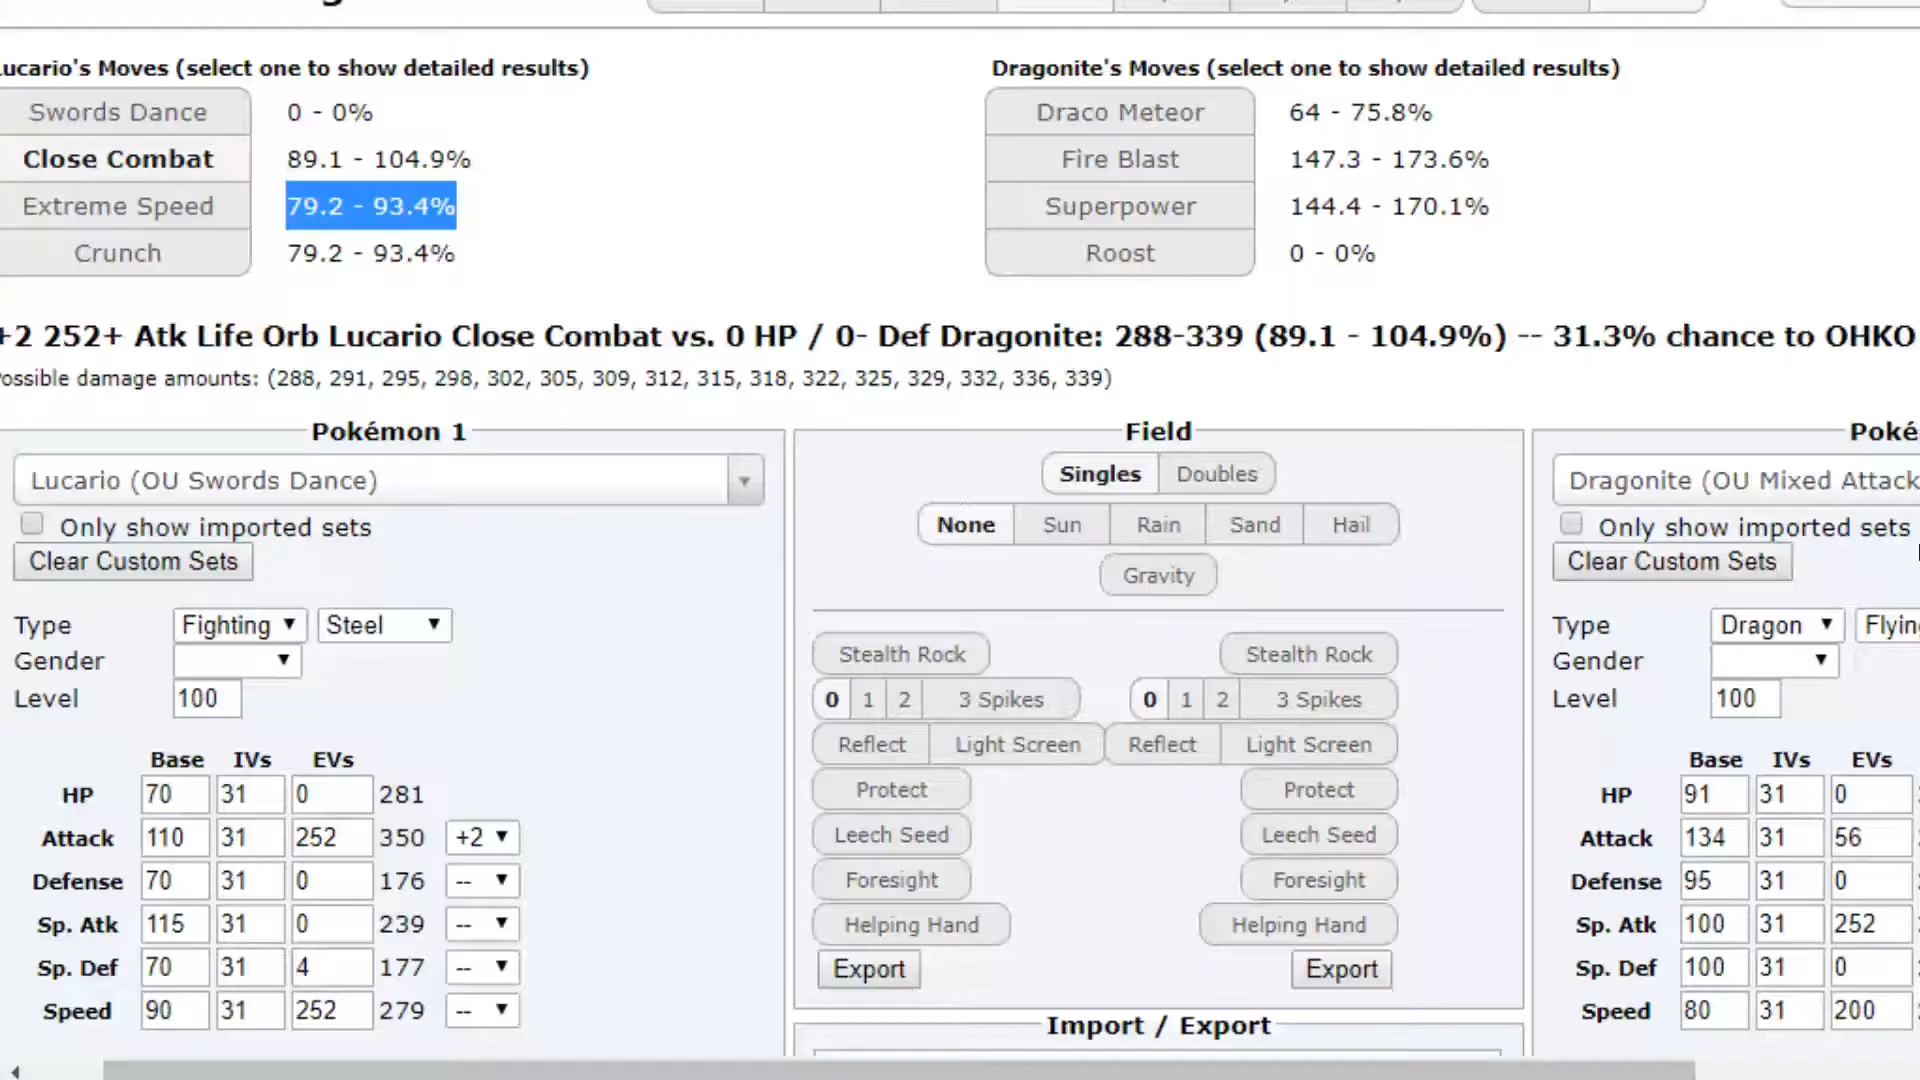 Lucario's Moves (select one to show detailed results)
Swords Dance 0 - 0%
Close Combat 89.1 - 104.9%
Extreme Speed 79.2 - 93.4%
Crunch 79.2 - 93.4%
Dragonite's Moves (select one to show detailed results)
Draco Meteor 64 - 75.8%
Fire Blast 147.3 - 173.6%
Superpower 144.4 - 170.1%
Roost 0 - 0%
+2 252+ Atk Life Orb Lucario Close Combat vs. 0 HP / 0- Def Dragonite: 288-339 (89.1 - 104.9%) -- 31.3% chance to OHKO
Possible damage amounts: (288, 291, 295, 298, 302, 305, 309, 312, 315, 318, 322, 325, 329, 332, 336, 339)
Pokémon 1
Lucario (OU Swords Dance)
Only show imported sets
Clear Custom Sets
Type Fighting Steel
Gender
Level 100
Base IVs EVs
HP 70 31 0 281
Attack 110 31 252 350 +2
Defense 70 31 0 176 --
Sp. Atk 115 31 0 239 --
Sp. Def 70 31 4 177 --
Speed 90 31 252 279 --
Field
Singles Doubles
None Sun Rain Sand Hail
Gravity
Stealth Rock Stealth Rock
0 1 2 3 Spikes 0 1 2 3 Spikes
Reflect Light Screen Reflect Light Screen
Protect Protect
Leech Seed Leech Seed
Foresight Foresight
Helping Hand Helping Hand
Export Export
Import / Export
Poké
Dragonite (OU Mixed Attack
Only show imported sets
Clear Custom Sets
Type Dragon Flying
Gender
Level 100
Base IVs EVs
HP 91 31 0
Attack 134 31 56
Defense 95 31 0
Sp. Atk 100 31 252
Sp. Def 100 31 0
Speed 80 31 200